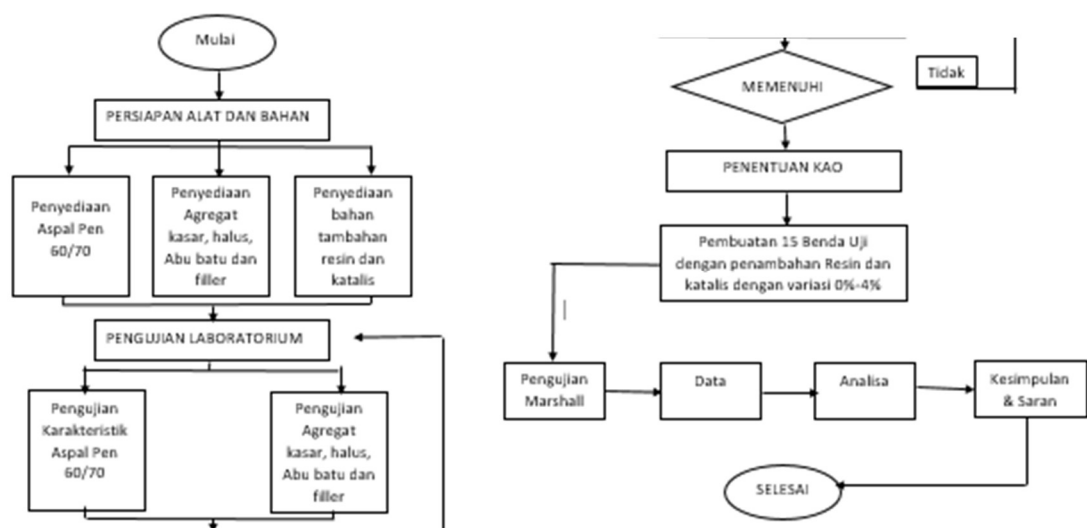 Mulai
PERSIAPAN ALAT DAN BAHAN
Penyediaan
Aspal Pen
60/70
Penyediaan
Agregat
kasar, halus,
Abu batu dan
filler
Penyediaan
bahan
tambahan
resin dan
katalis
PENGUJIAN LABORATORIUM
Pengujian
Karakteristik
Aspal Pen
60/70
Pengujian
Agregat
kasar, halus,
Abu batu dan
filler
MEMENUHI
Tidak
PENENTUAN KAO
Pembuatan 15 Benda Uji
dengan penambahan Resin dan
katalis dengan variasi 0%-4%
Pengujian
Marshall
Data
Analisa
Kesimpulan
& Saran
SELESAI